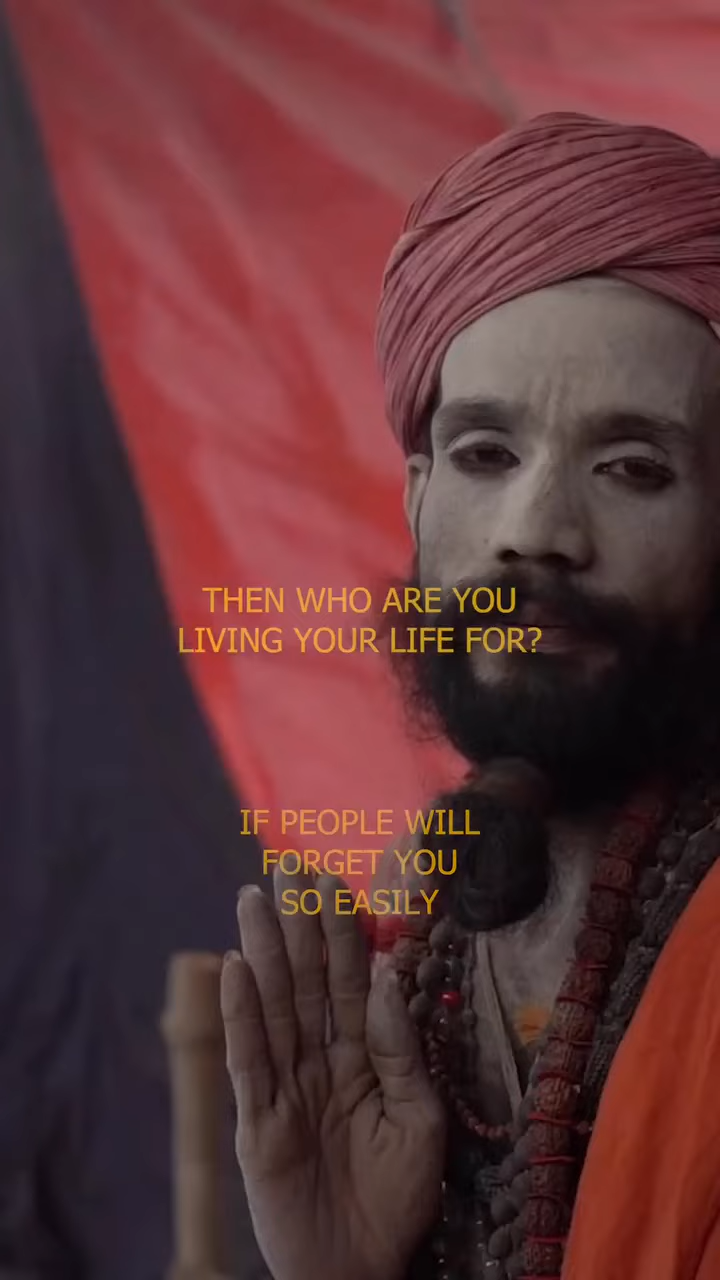 THEN WHO ARE YOU
LIVING YOUR LIFE FOR?
IF PEOPLE WILL
FORGET YOU
SO EASILY